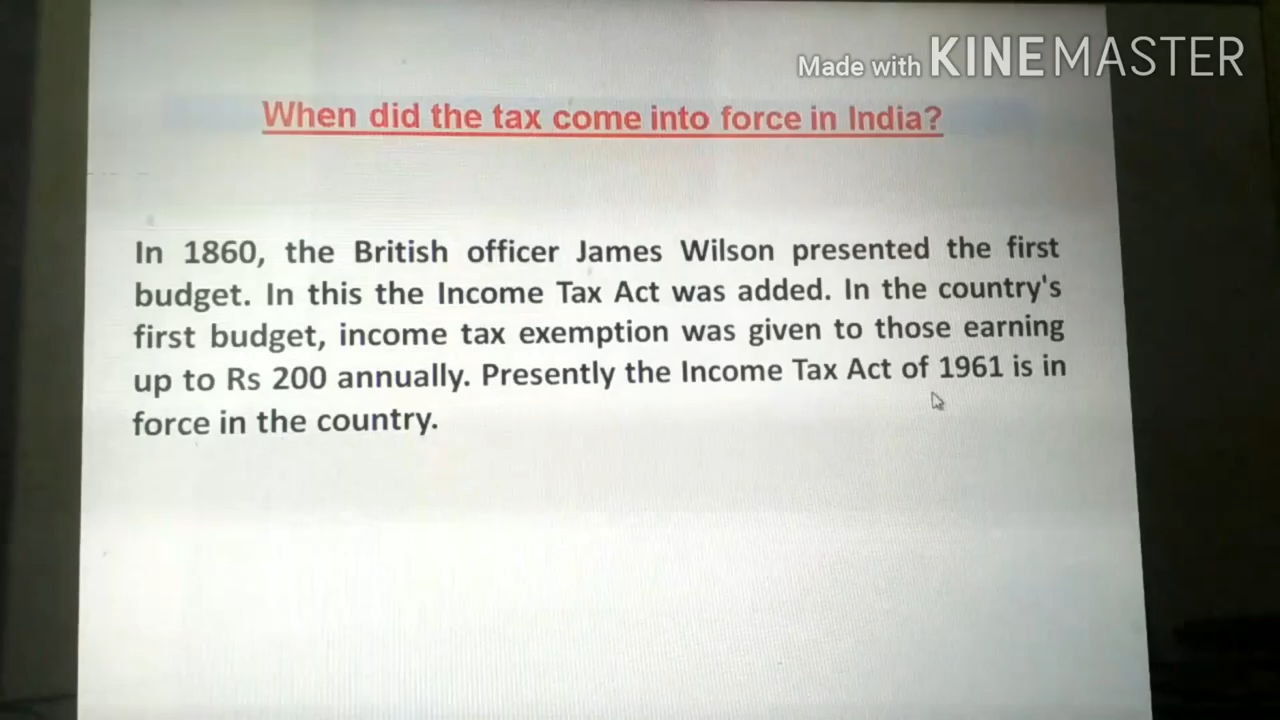 Made with KINEMASTER
When did the tax come into force in India?
In 1860, the British officer James Wilson presented the first
budget. In this the Income Tax Act was added. In the country's
first budget, income tax exemption was given to those earning
up to Rs 200 annually. Presently the Income Tax Act of 1961 is in
force in the country.